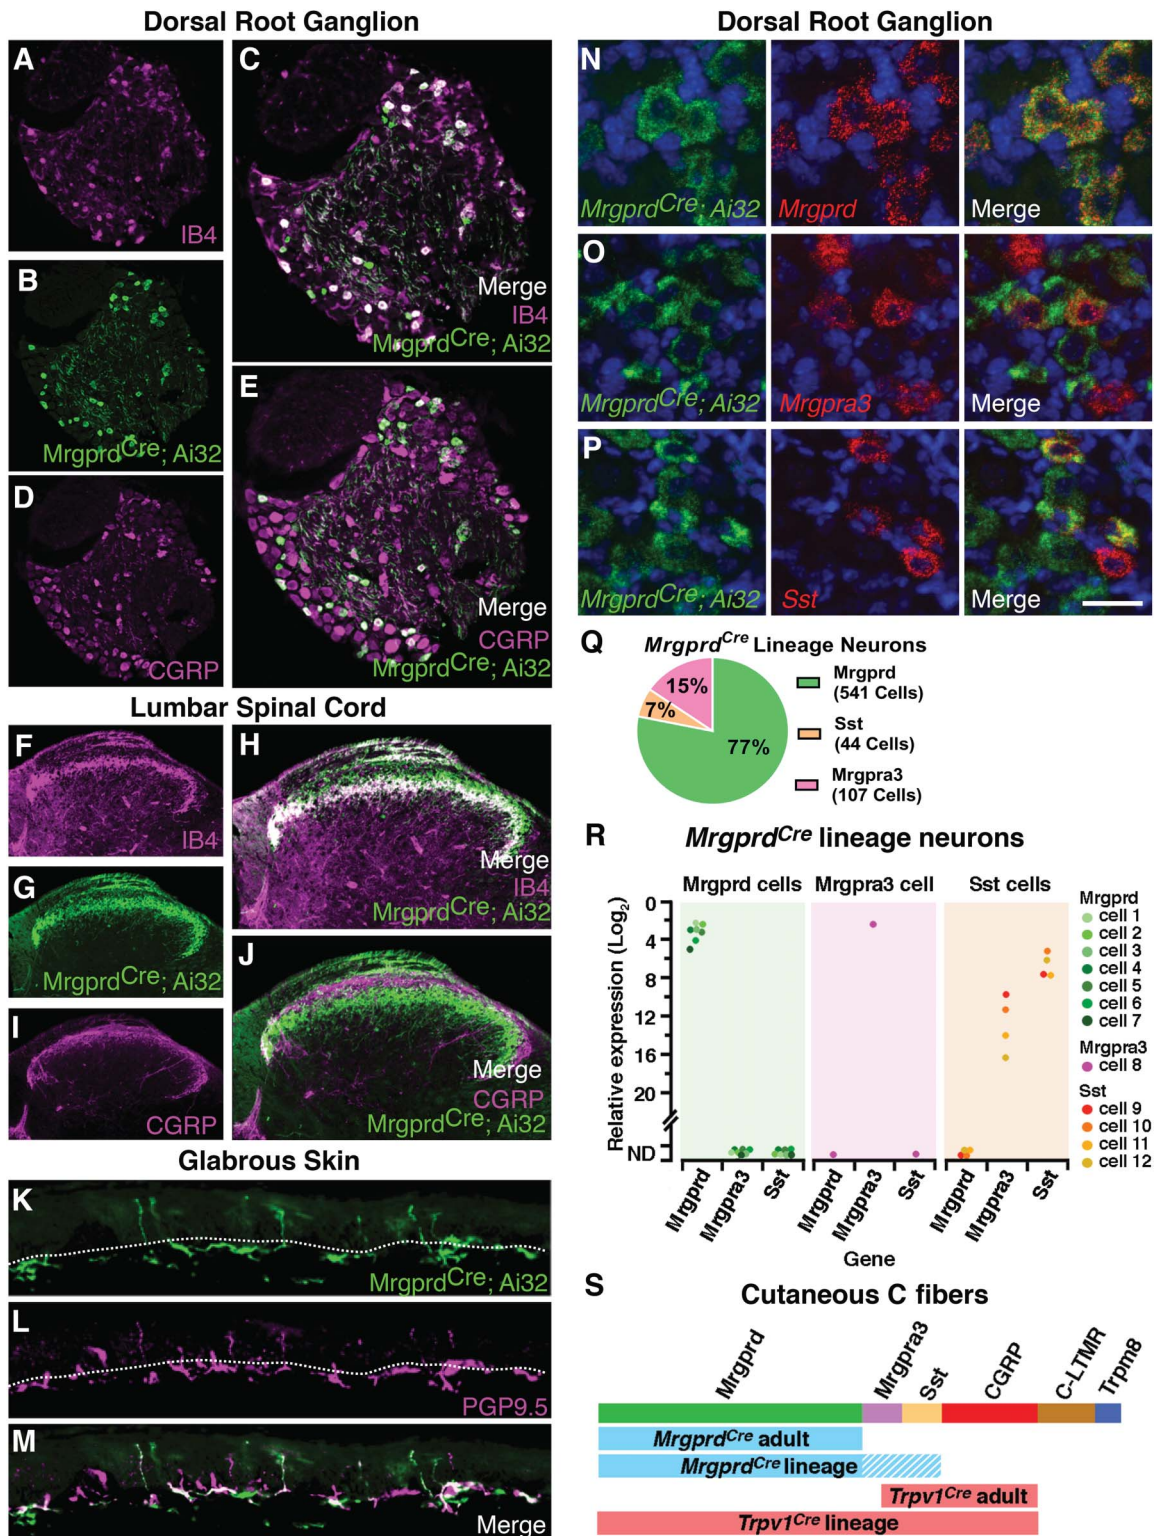 Dorsal Root Ganglion
A
IB4
B
MrgprdCre; Ai32
C
Merge
IB4
MrgprdCre; Ai32
D
CGRP
E
Merge
CGRP
MrgprdCre; Ai32
Lumbar Spinal Cord
F
IB4
G
MrgprdCre; Ai32
H
Merge
IB4
MrgprdCre; Ai32
I
CGRP
J
Merge
CGRP
MrgprdCre; Ai32
Glabrous Skin
K
MrgprdCre; Ai32
L
PGP9.5
M
Merge
Dorsal Root Ganglion
N
MrgprdCre; Ai32
Mrgprd
Merge
O
MrgprdCre; Ai32
Mrgpra3
Merge
P
MrgprdCre; Ai32
Sst
Merge
Q
MrgprdCre Lineage Neurons
15%
7%
77%
Mrgprd
(541 Cells)
Sst
(44 Cells)
Mrgpra3
(107 Cells)
R
MrgprdCre lineage neurons
Mrgprd cells
Mrgpra3 cell
Sst cells
Relative expression (Log2)
0
4
8
12
16
20
ND
Mrgprd
Mrgpra3
Sst
Mrgprd
Mrgpra3
Sst
Mrgprd
Mrgpra3
Sst
Gene
Mrgprd
cell 1
cell 2
cell 3
cell 4
cell 5
cell 6
cell 7
Mrgpra3
cell 8
Sst
cell 9
cell 10
cell 11
cell 12
S
Cutaneous C fibers
Mrgprd
Mrgpra3
Sst
CGRP
C-LTMR
Trpm8
MrgprdCre adult
MrgprdCre lineage
Trpv1Cre adult
Trpv1Cre lineage